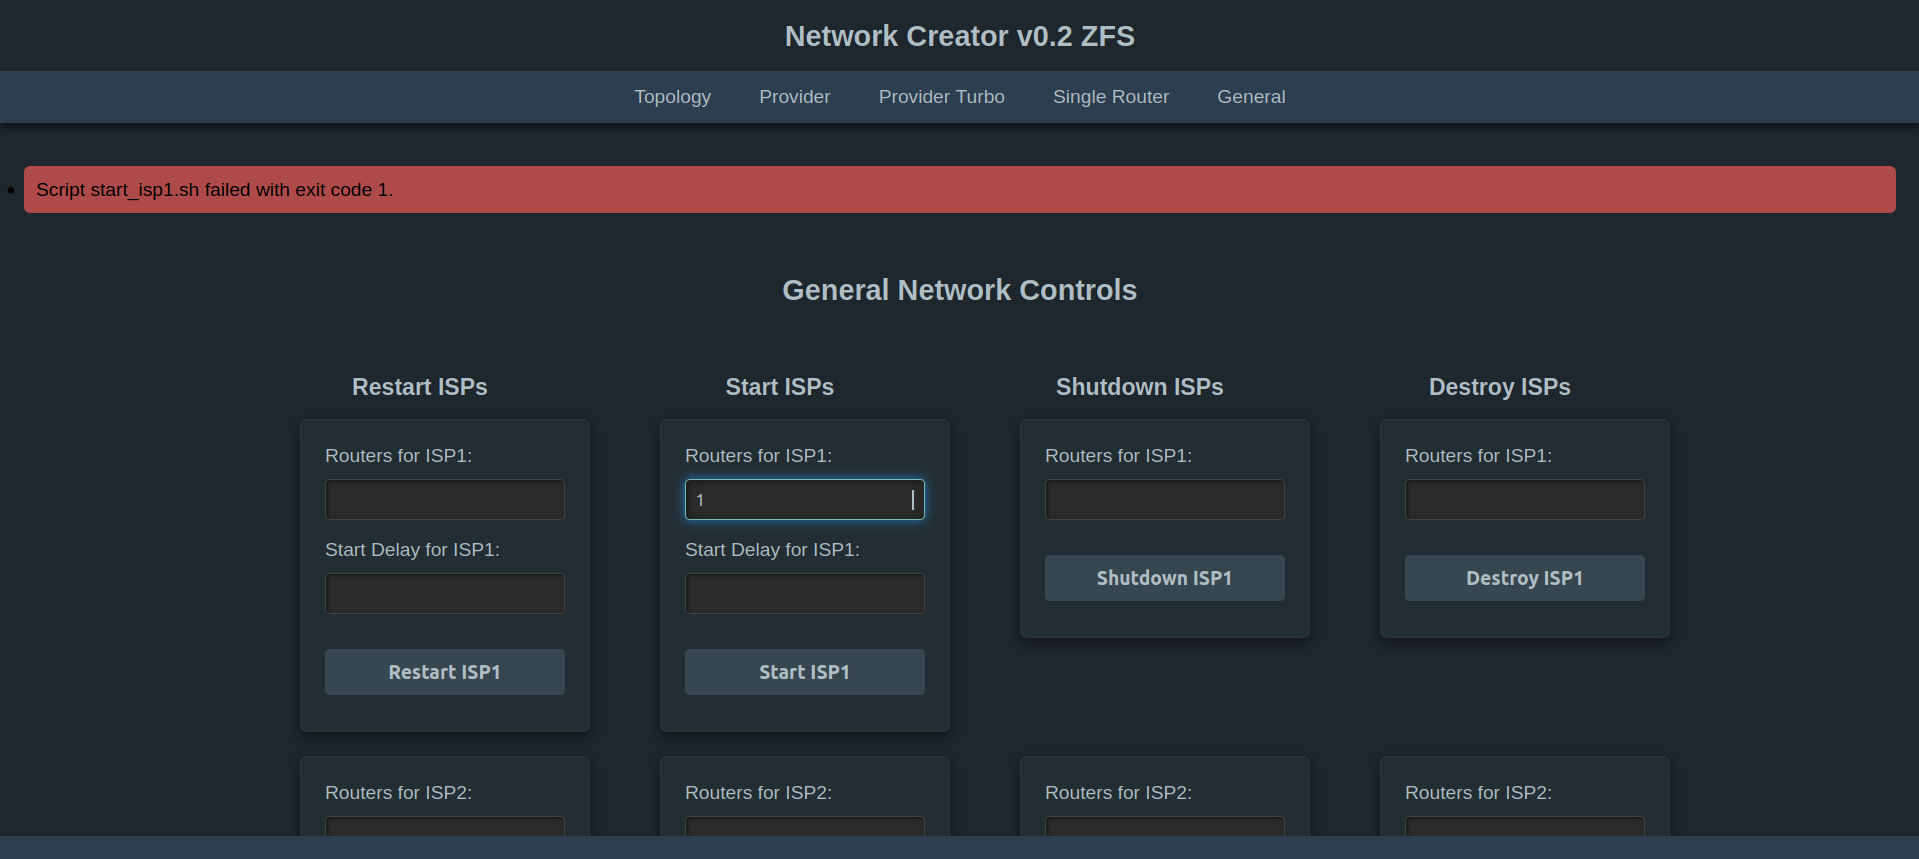 Network Creator v0.2 ZFS
Topology Provider Provider Turbo Single Router General
Script start_isp1.sh failed with exit code 1.
General Network Controls
Restart ISPs
Routers for ISP1:
Start Delay for ISP1:
Restart ISP1
Routers for ISP2:
Start ISPs
Routers for ISP1:
1
Start Delay for ISP1:
Start ISP1
Routers for ISP2:
Shutdown ISPs
Routers for ISP1:
Shutdown ISP1
Routers for ISP2:
Destroy ISPs
Routers for ISP1:
Destroy ISP1
Routers for ISP2: